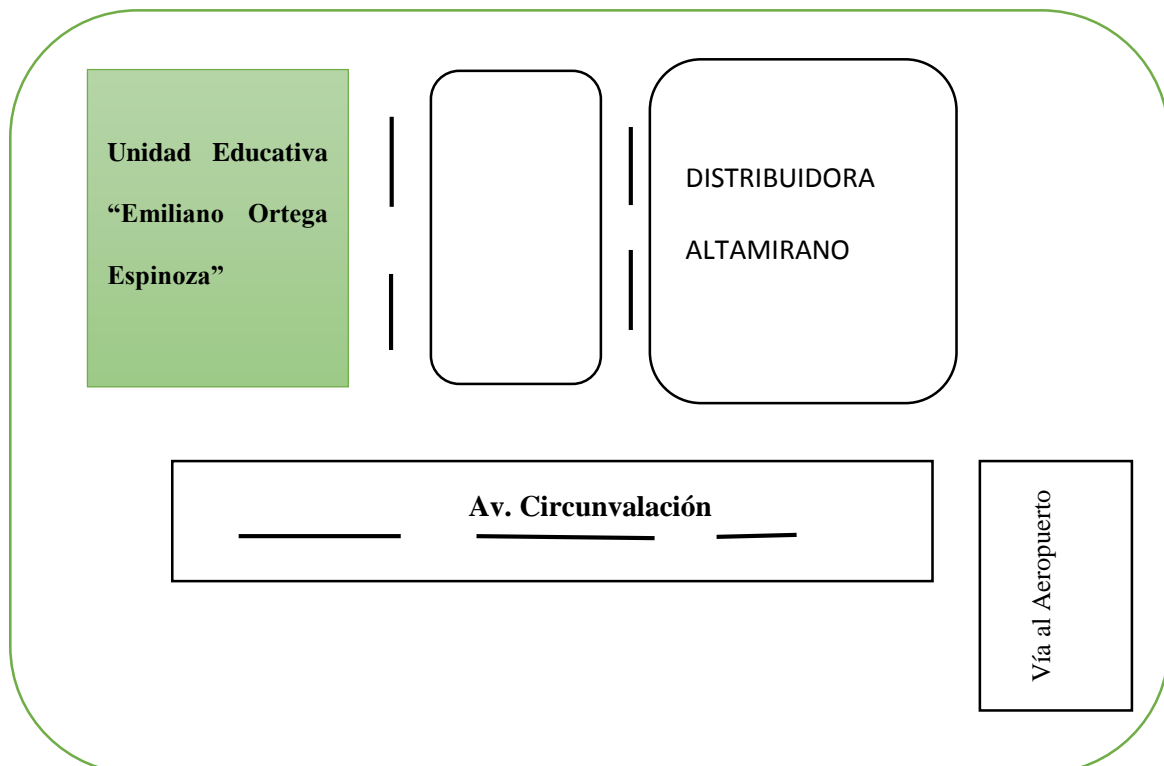 Unidad Educativa
“Emiliano Ortega
Espinoza”
DISTRIBUIDORA
ALTAMIRANO
Av. Circunvalación
Vía al Aeropuerto